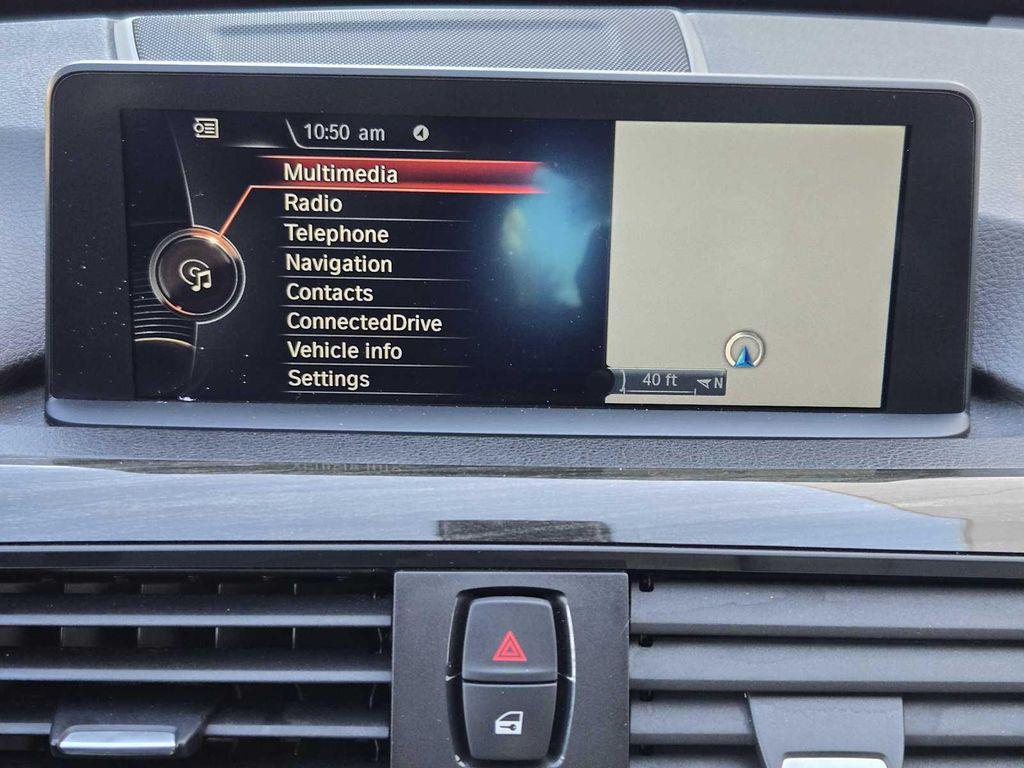 10:50 am
Multimedia
Radio
Telephone
Navigation
Contacts
ConnectedDrive
Vehicle info
Settings
40 ft N